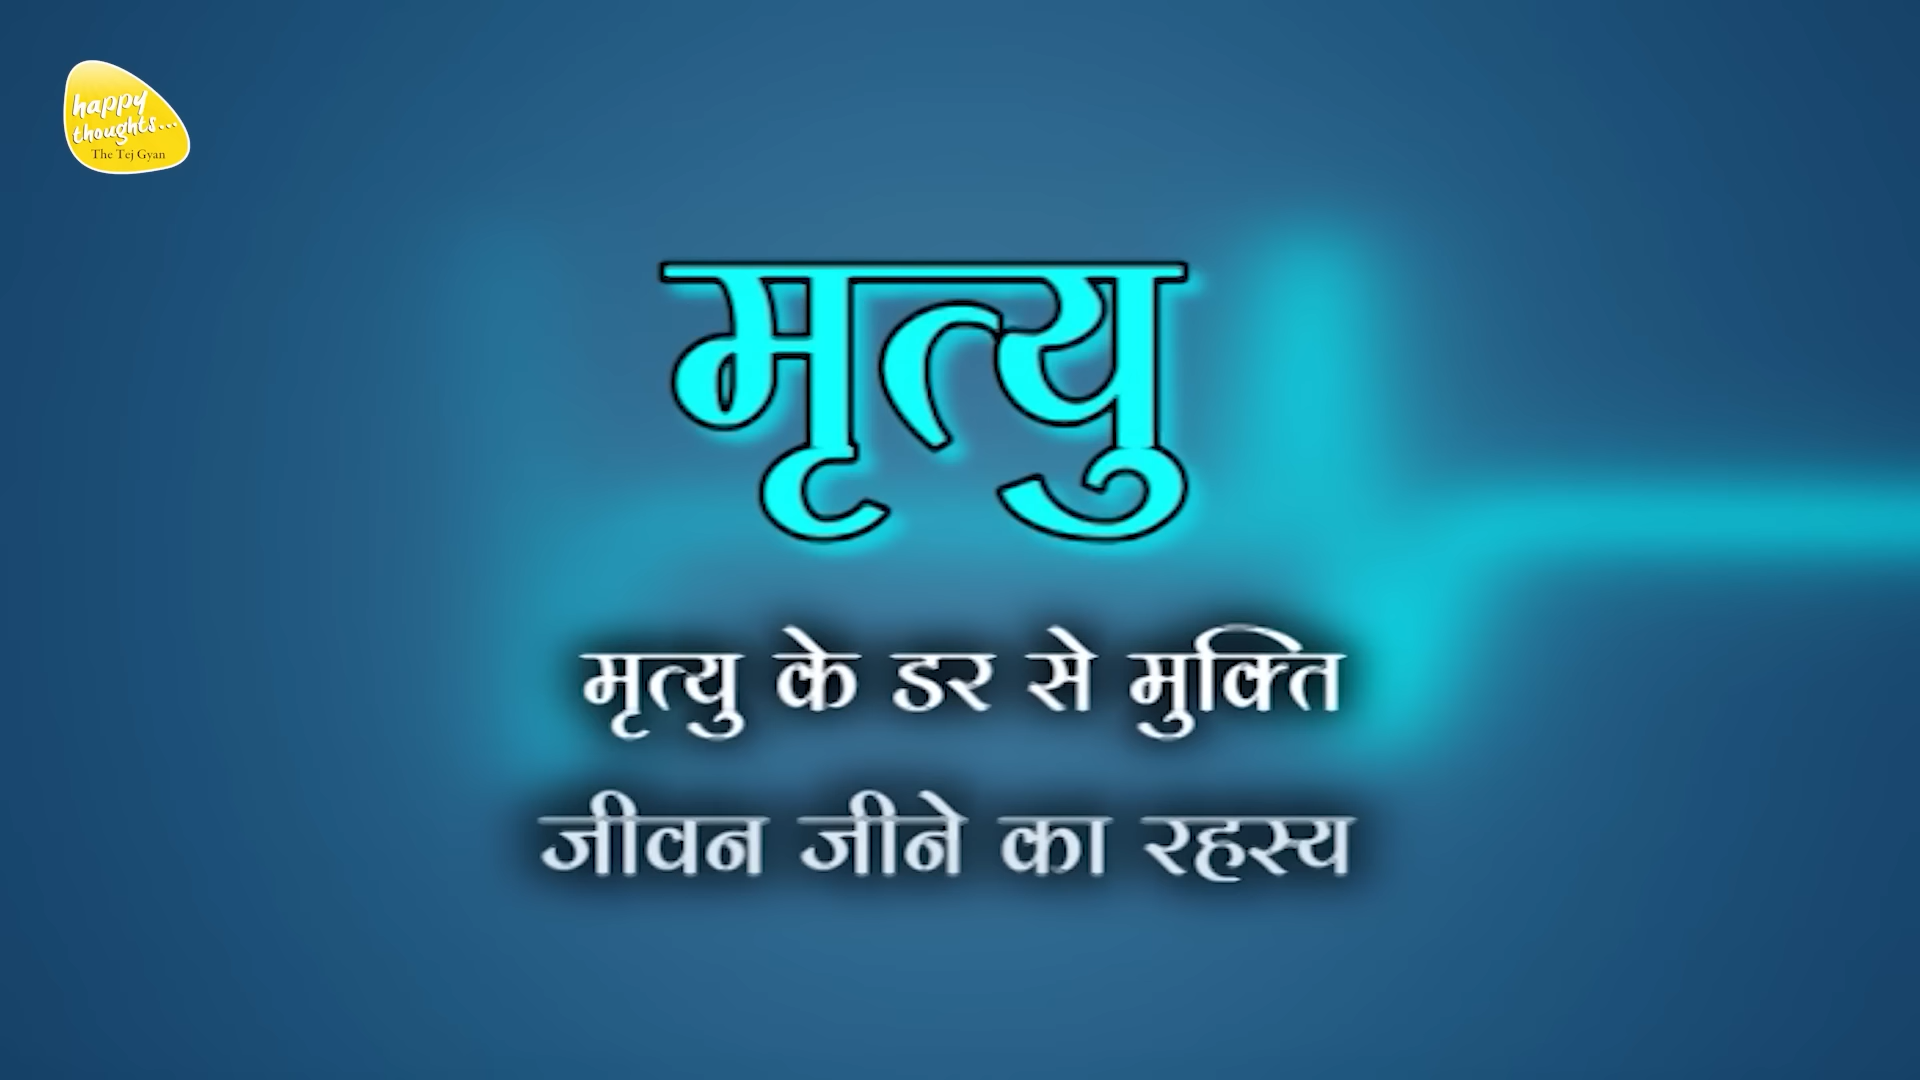 happy
thoughts...
The Tej Gyan
मृत्यु
मृत्यु के डर से मुक्ति
जीवन जीने का रहस्य